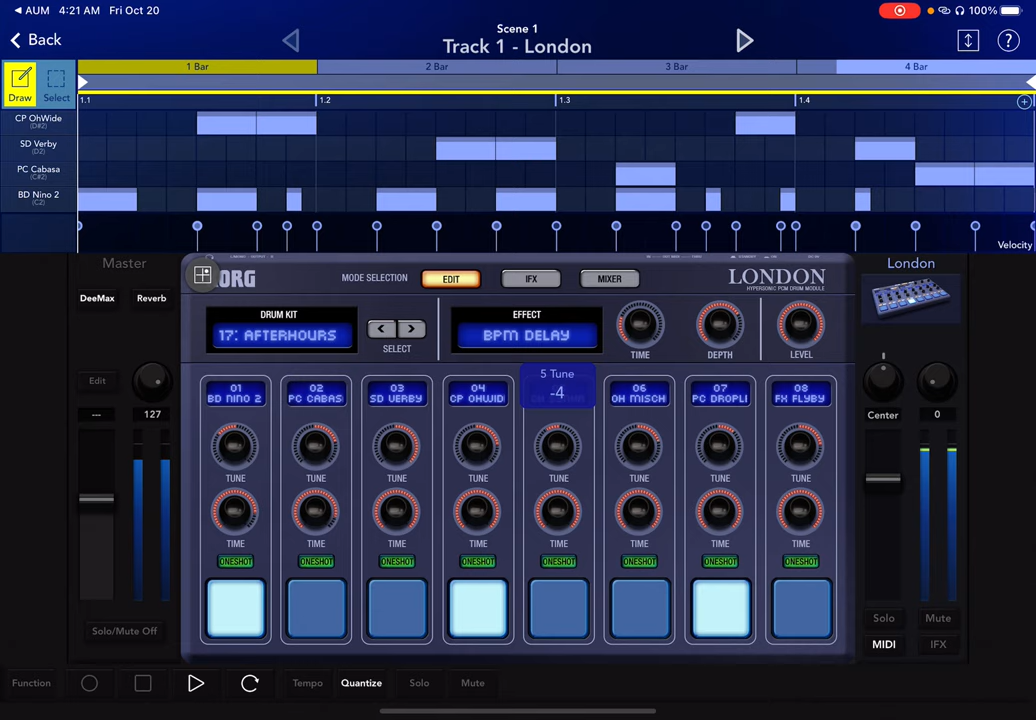 ◀ AUM 4:21 AM Fri Oct 20 100%
Back Scene 1
Track 1 - London
1 Bar 2 Bar 3 Bar 4 Bar
Draw Select
1.1 1.2 1.3 1.4
CP OhWide
(D#2)
SD Verby
(D2)
PC Cabasa
(C#2)
BD Nino 2
(C2)
Velocity
Master London
DeeMax Reverb
Edit
--- 127
Solo/Mute Off
KORG MODE SELECTION EDIT IFX MIXER LONDON
HYPERSONIC PCM DRUM MODULE
DRUM KIT
17: AFTERHOURS
SELECT
EFFECT
BPM DELAY
TIME DEPTH LEVEL
5 Tune
-4
01 02 03 04 06 07 08
BD NINO 2 PC CABAS SD VERBY CP OHWID OH MISCH PC DROPLE FX FLYBY
TUNE TUNE TUNE TUNE TUNE TUNE TUNE TUNE
TIME TIME TIME TIME TIME TIME TIME TIME
ONESHOT ONESHOT ONESHOT ONESHOT ONESHOT ONESHOT ONESHOT ONESHOT
Center 0
Solo Mute
MIDI IFX
Function Tempo Quantize Solo Mute